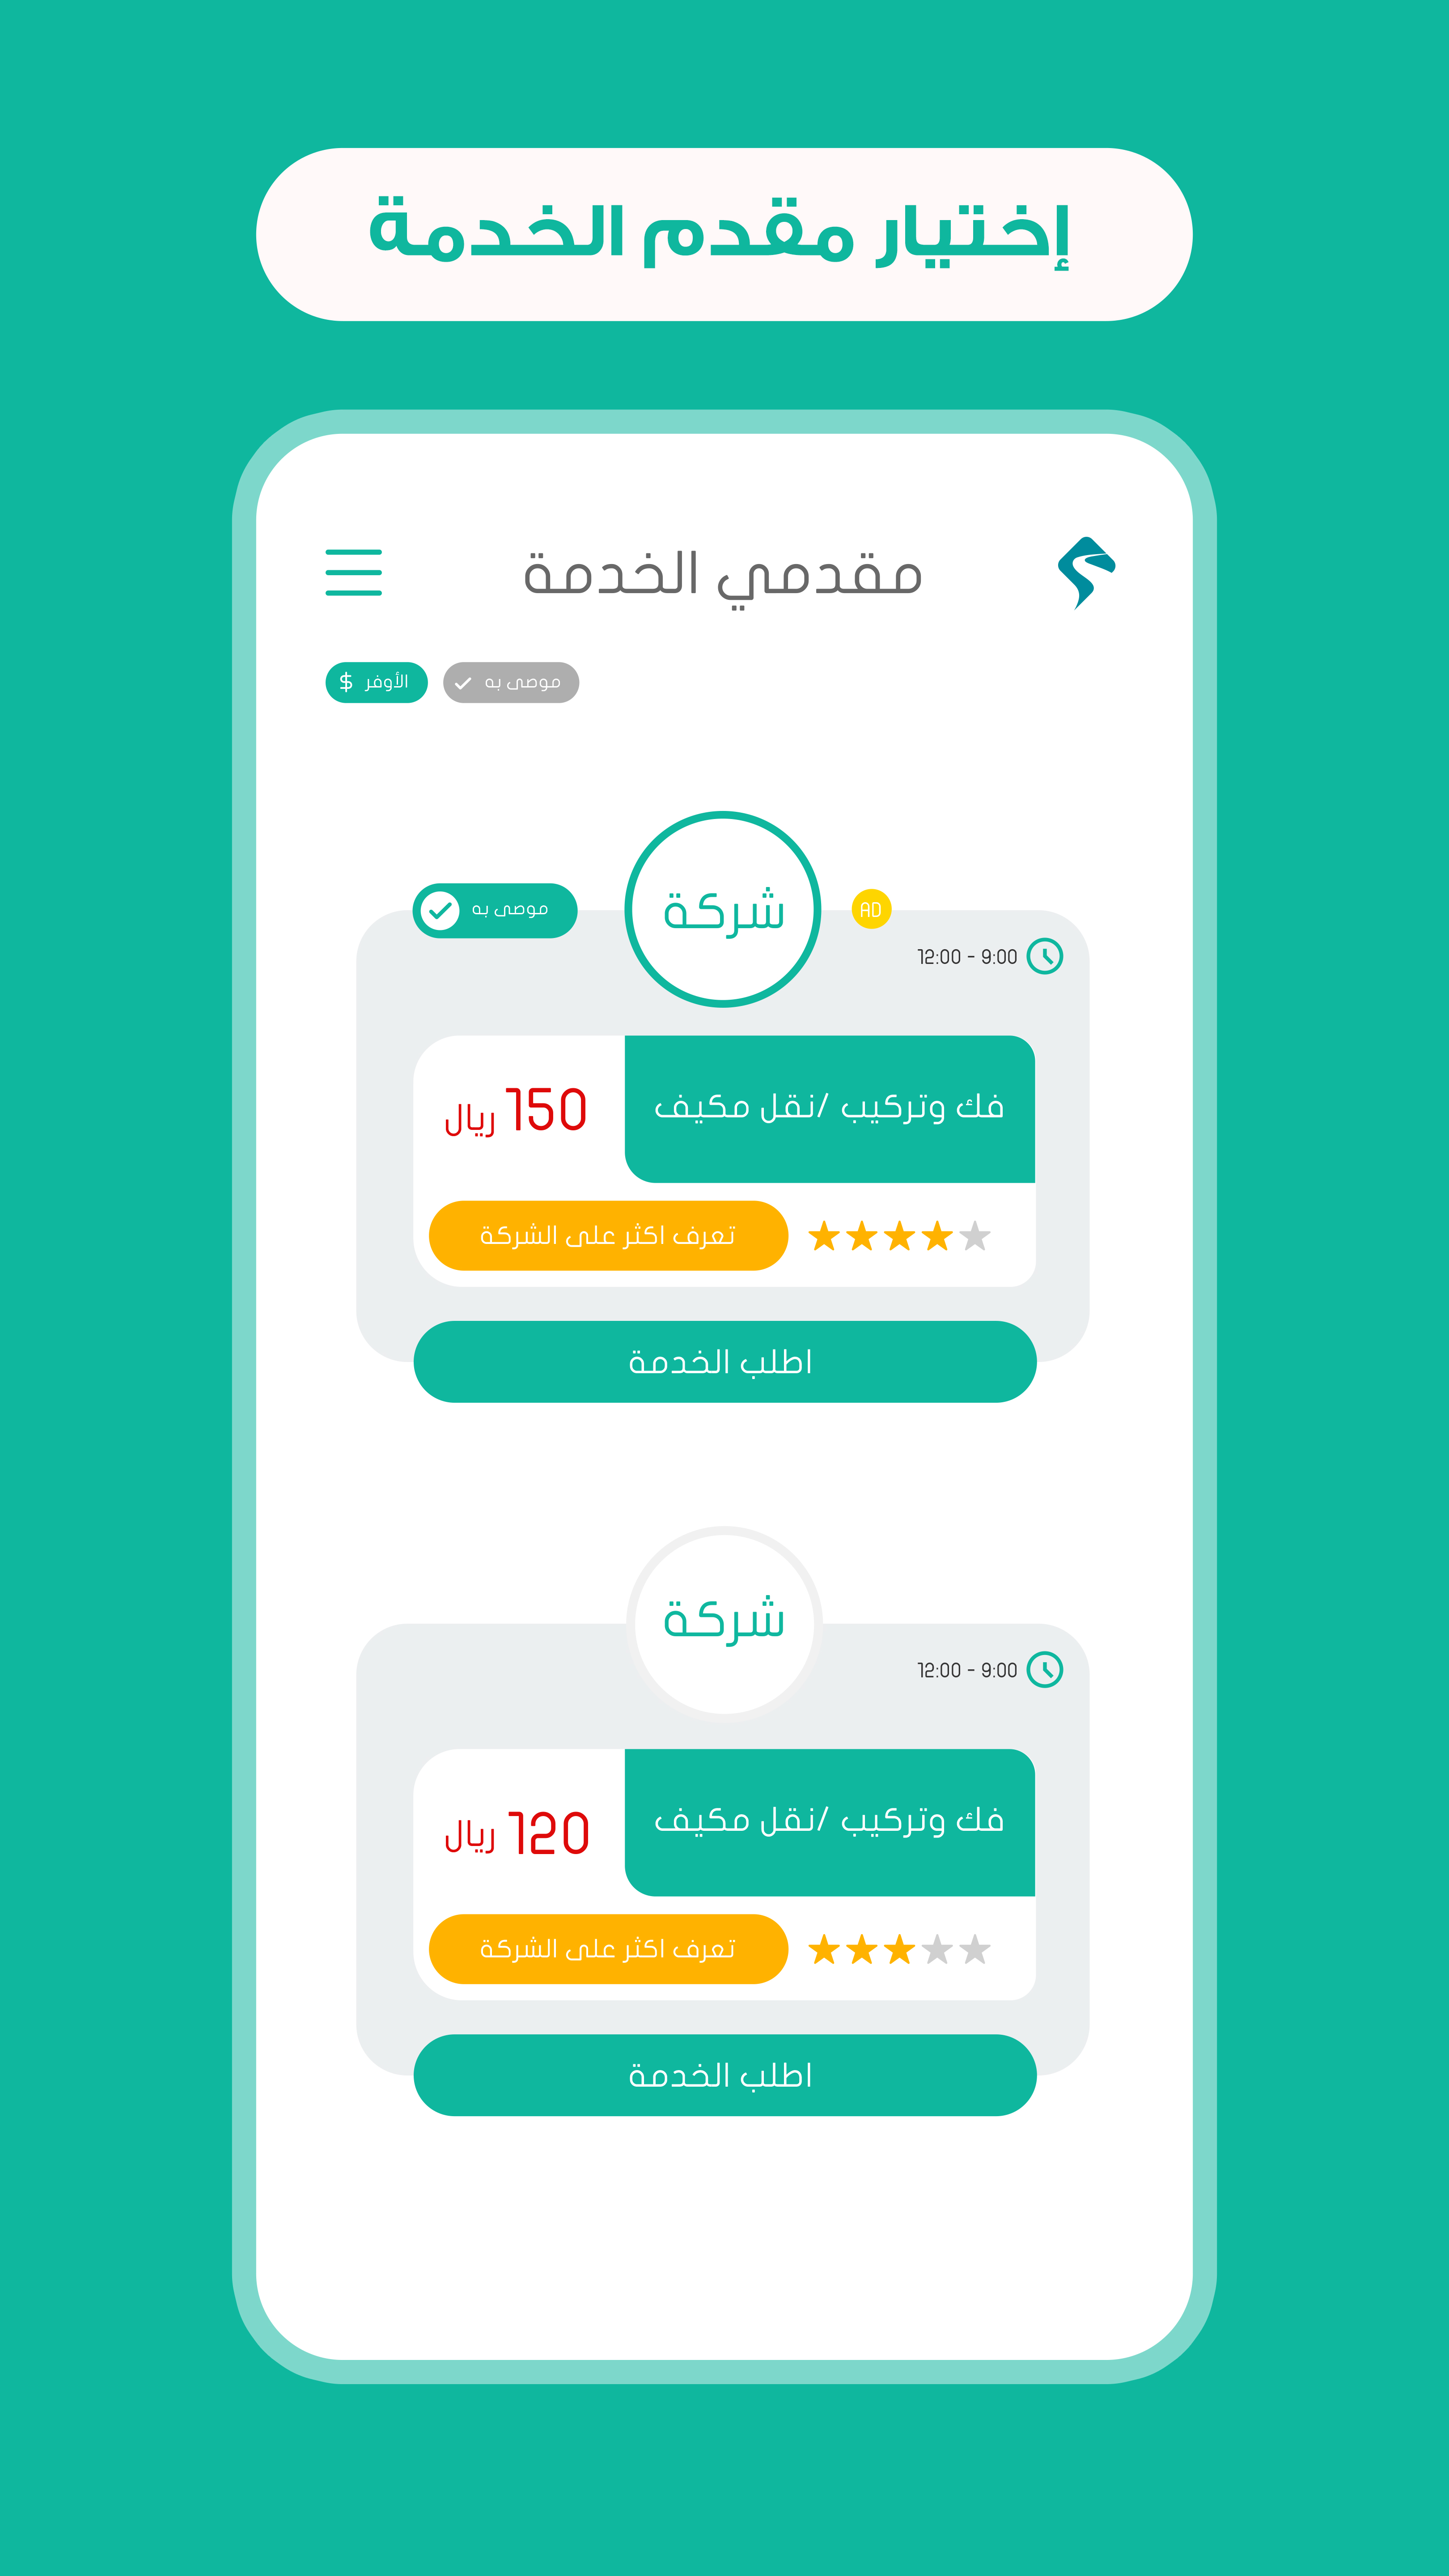 إختيار مقدم الخدمة
مقدمي الخدمة
موصى به
الأوفر $
AD
شركة
موصى به
12:00 - 9:00
فك وتركيب /نقل مكيف
150 ريال
تعرف اكثر على الشركة
اطلب الخدمة
شركة
12:00 - 9:00
فك وتركيب /نقل مكيف
120 ريال
تعرف اكثر على الشركة
اطلب الخدمة